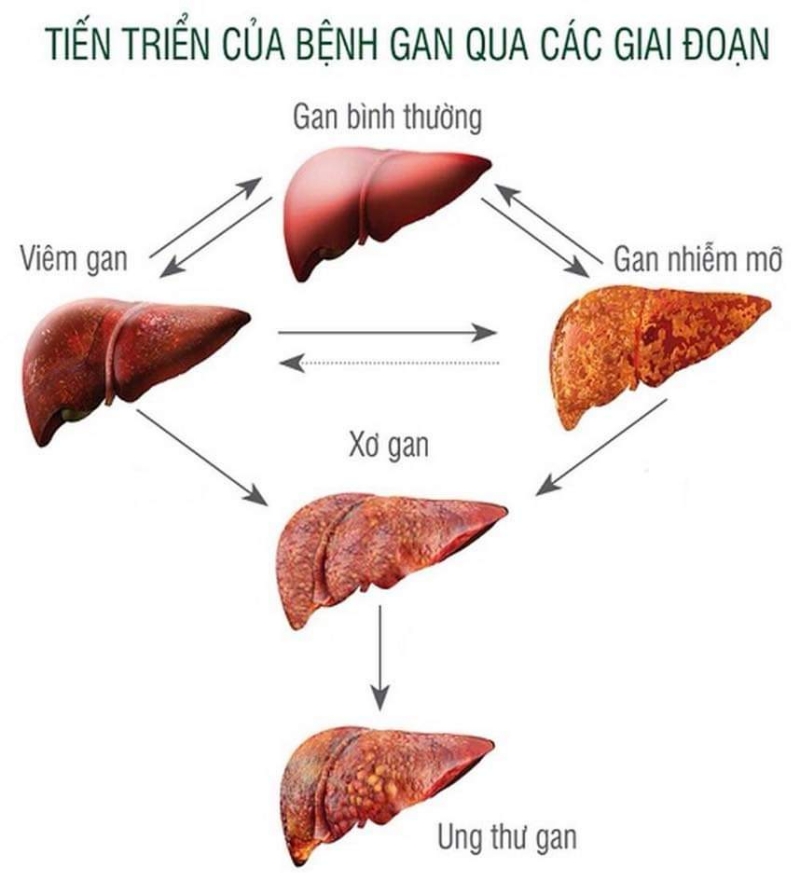 TIẾN TRIỂN CỦA BỆNH GAN QUA CÁC GIAI ĐOẠN
Gan bình thường
Viêm gan
Gan nhiễm mỡ
Xơ gan
Ung thư gan